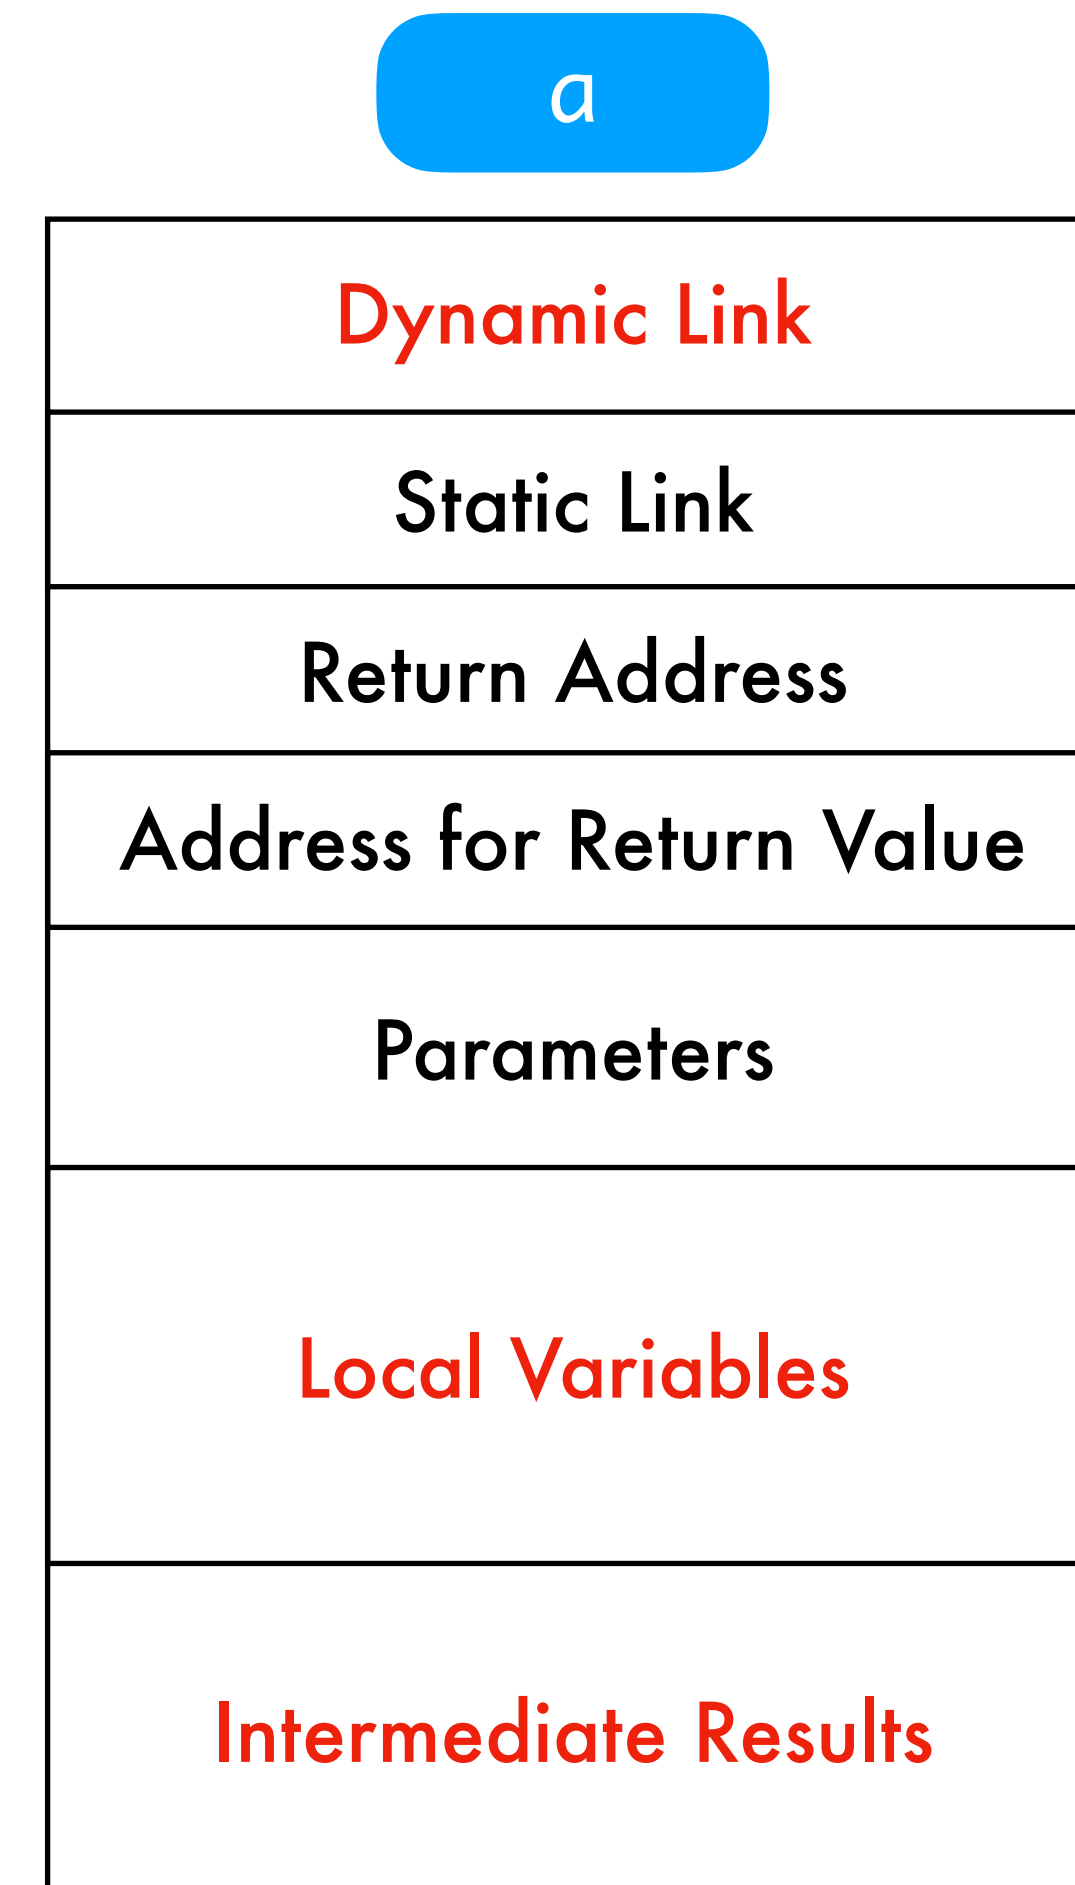 a
Dynamic Link
Static Link
Return Address
Address for Return Value
Parameters
Local Variables
Intermediate Results